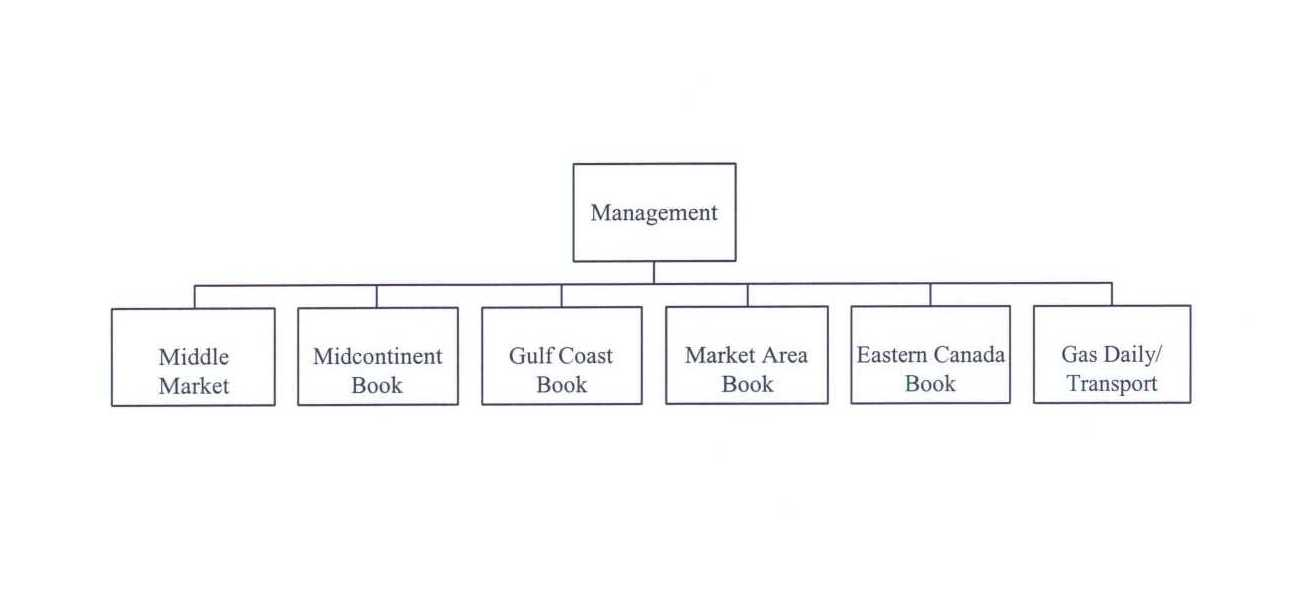 Management
Middle
Market
Midcontinent
Book
Gulf Coast
Book
Market Area
Book
Eastern Canada
Book
Gas Daily/
Transport